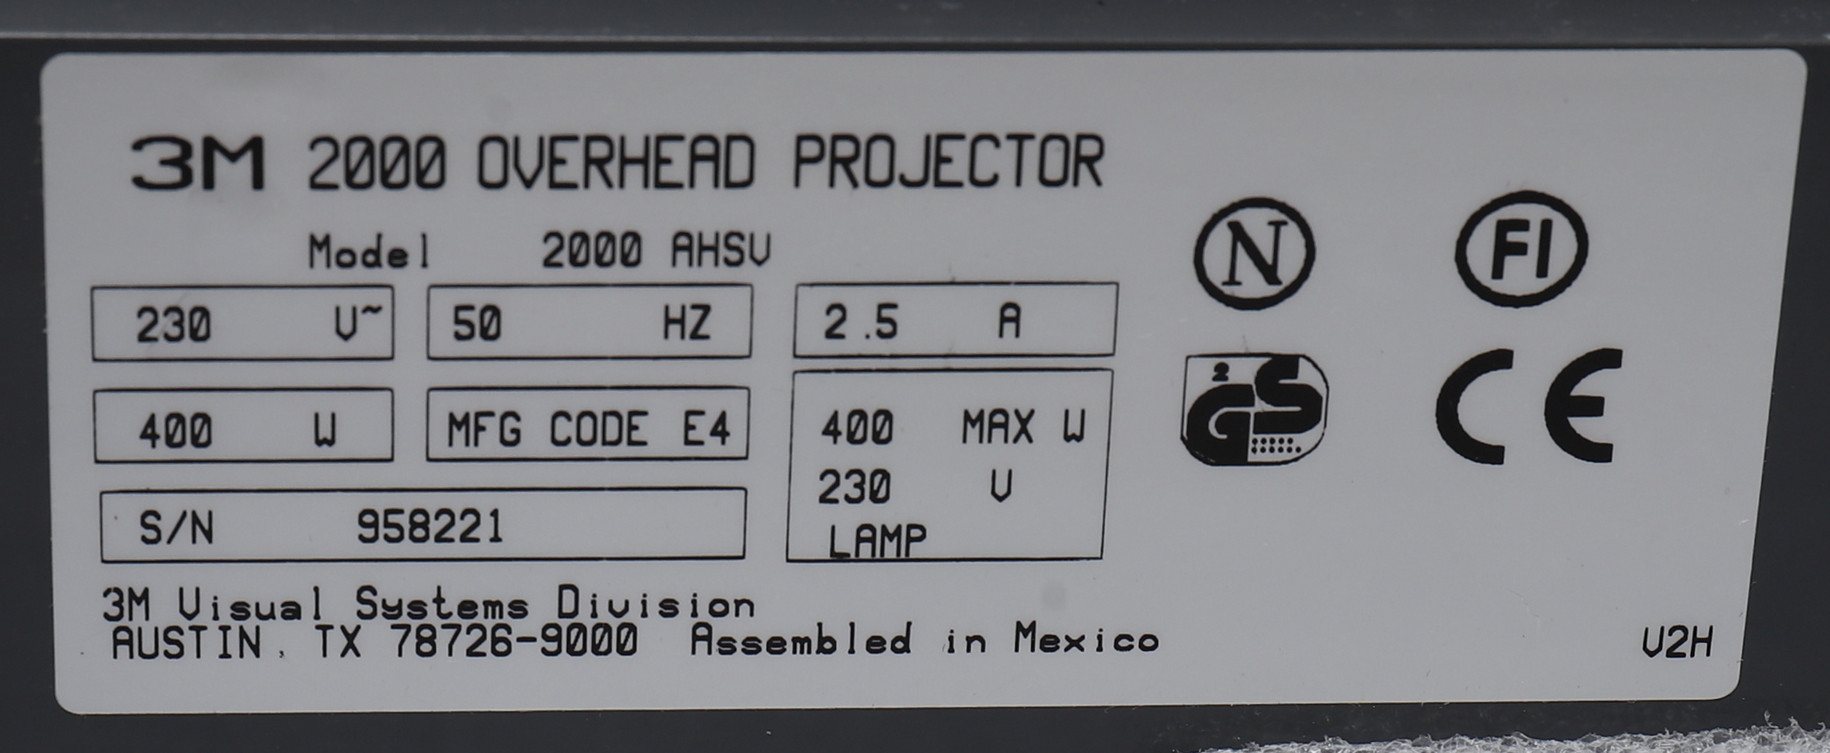 3M 2000 OVERHEAD PROJECTOR
Model 2000 AHSV
230 V~ 50 HZ 2.5 A
400 W MFG CODE E4
400 MAX W
230 V
LAMP
S/N 958221
3M Visual Systems Division
AUSTIN, TX 78726-9000 Assembled in Mexico
N
FI
2 GS
CE
V2H